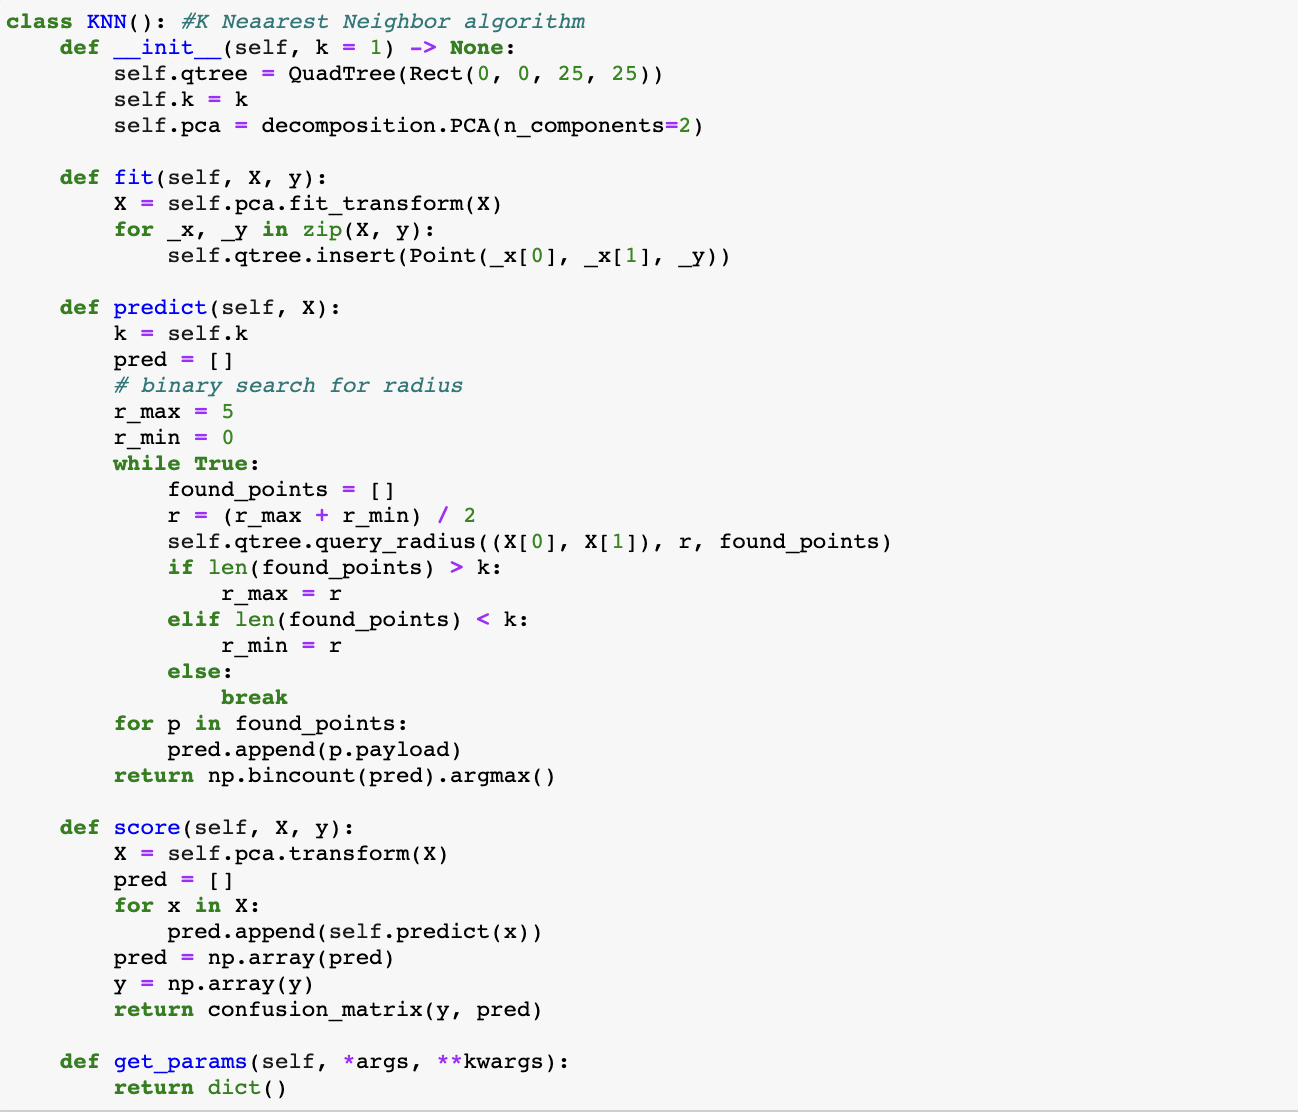 class KNN(): #K Neaarest Neighbor algorithm
    def __init__(self, k = 1) -> None:
        self.qtree = QuadTree(Rect(0, 0, 25, 25))
        self.k = k
        self.pca = decomposition.PCA(n_components=2)

    def fit(self, X, y):
        X = self.pca.fit_transform(X)
        for _x, _y in zip(X, y):
            self.qtree.insert(Point(_x[0], _x[1], _y))

    def predict(self, X):
        k = self.k
        pred = []
        # binary search for radius
        r_max = 5
        r_min = 0
        while True:
            found_points = []
            r = (r_max + r_min) / 2
            self.qtree.query_radius((X[0], X[1]), r, found_points)
            if len(found_points) > k:
                r_max = r
            elif len(found_points) < k:
                r_min = r
            else:
                break
        for p in found_points:
            pred.append(p.payload)
        return np.bincount(pred).argmax()

    def score(self, X, y):
        X = self.pca.transform(X)
        pred = []
        for x in X:
            pred.append(self.predict(x))
        pred = np.array(pred)
        y = np.array(y)
        return confusion_matrix(y, pred)

    def get_params(self, *args, **kwargs):
        return dict()